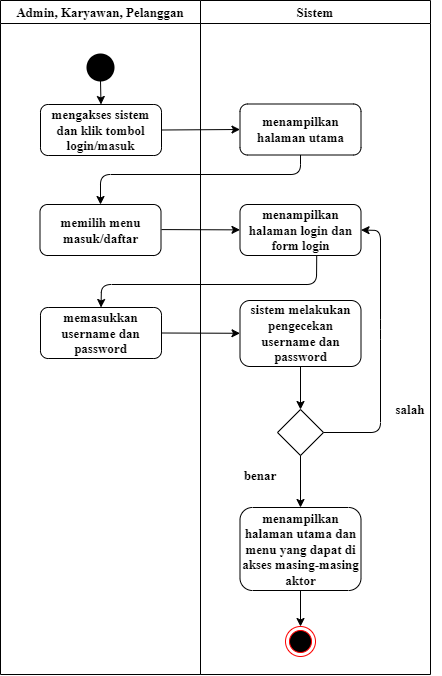 Admin, Karyawan, Pelanggan
Sistem
mengakses sistem
dan klik tombol
login/masuk
menampilkan
halaman utama
memilih menu
masuk/daftar
menampilkan
halaman login dan
form login
memasukkan
username dan
password
sistem melakukan
pengecekan
username dan
password
salah
benar
menampilkan
halaman utama dan
menu yang dapat di
akses masing-masing
aktor